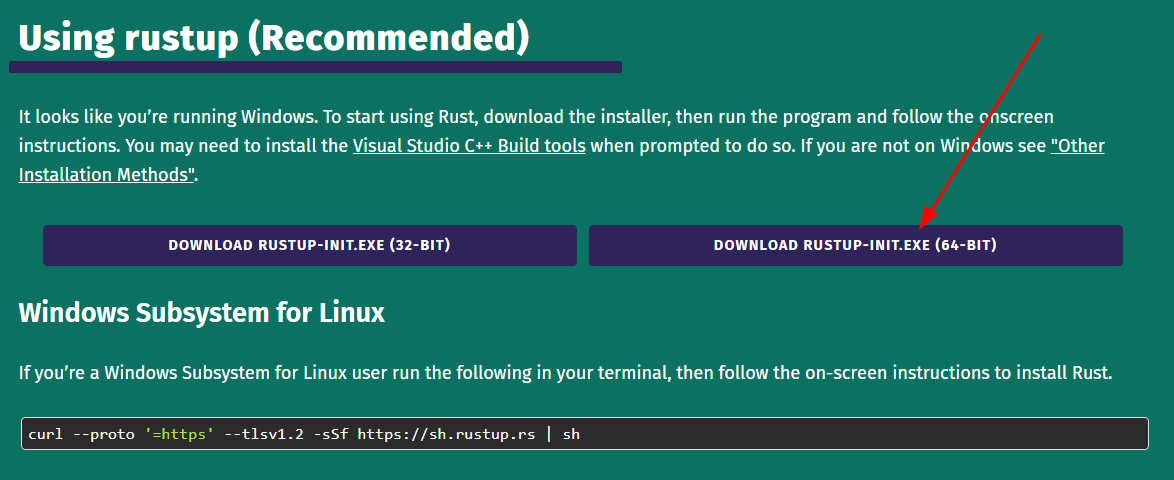 Using rustup (Recommended)
It looks like you’re running Windows. To start using Rust, download the installer, then run the program and follow the onscreen
instructions. You may need to install the Visual Studio C++ Build tools when prompted to do so. If you are not on Windows see "Other
Installation Methods".
DOWNLOAD RUSTUP-INIT.EXE (32-BIT)
DOWNLOAD RUSTUP-INIT.EXE (64-BIT)
Windows Subsystem for Linux
If you’re a Windows Subsystem for Linux user run the following in your terminal, then follow the on-screen instructions to install Rust.
curl --proto '=https' --tlsv1.2 -sSf https://sh.rustup.rs | sh